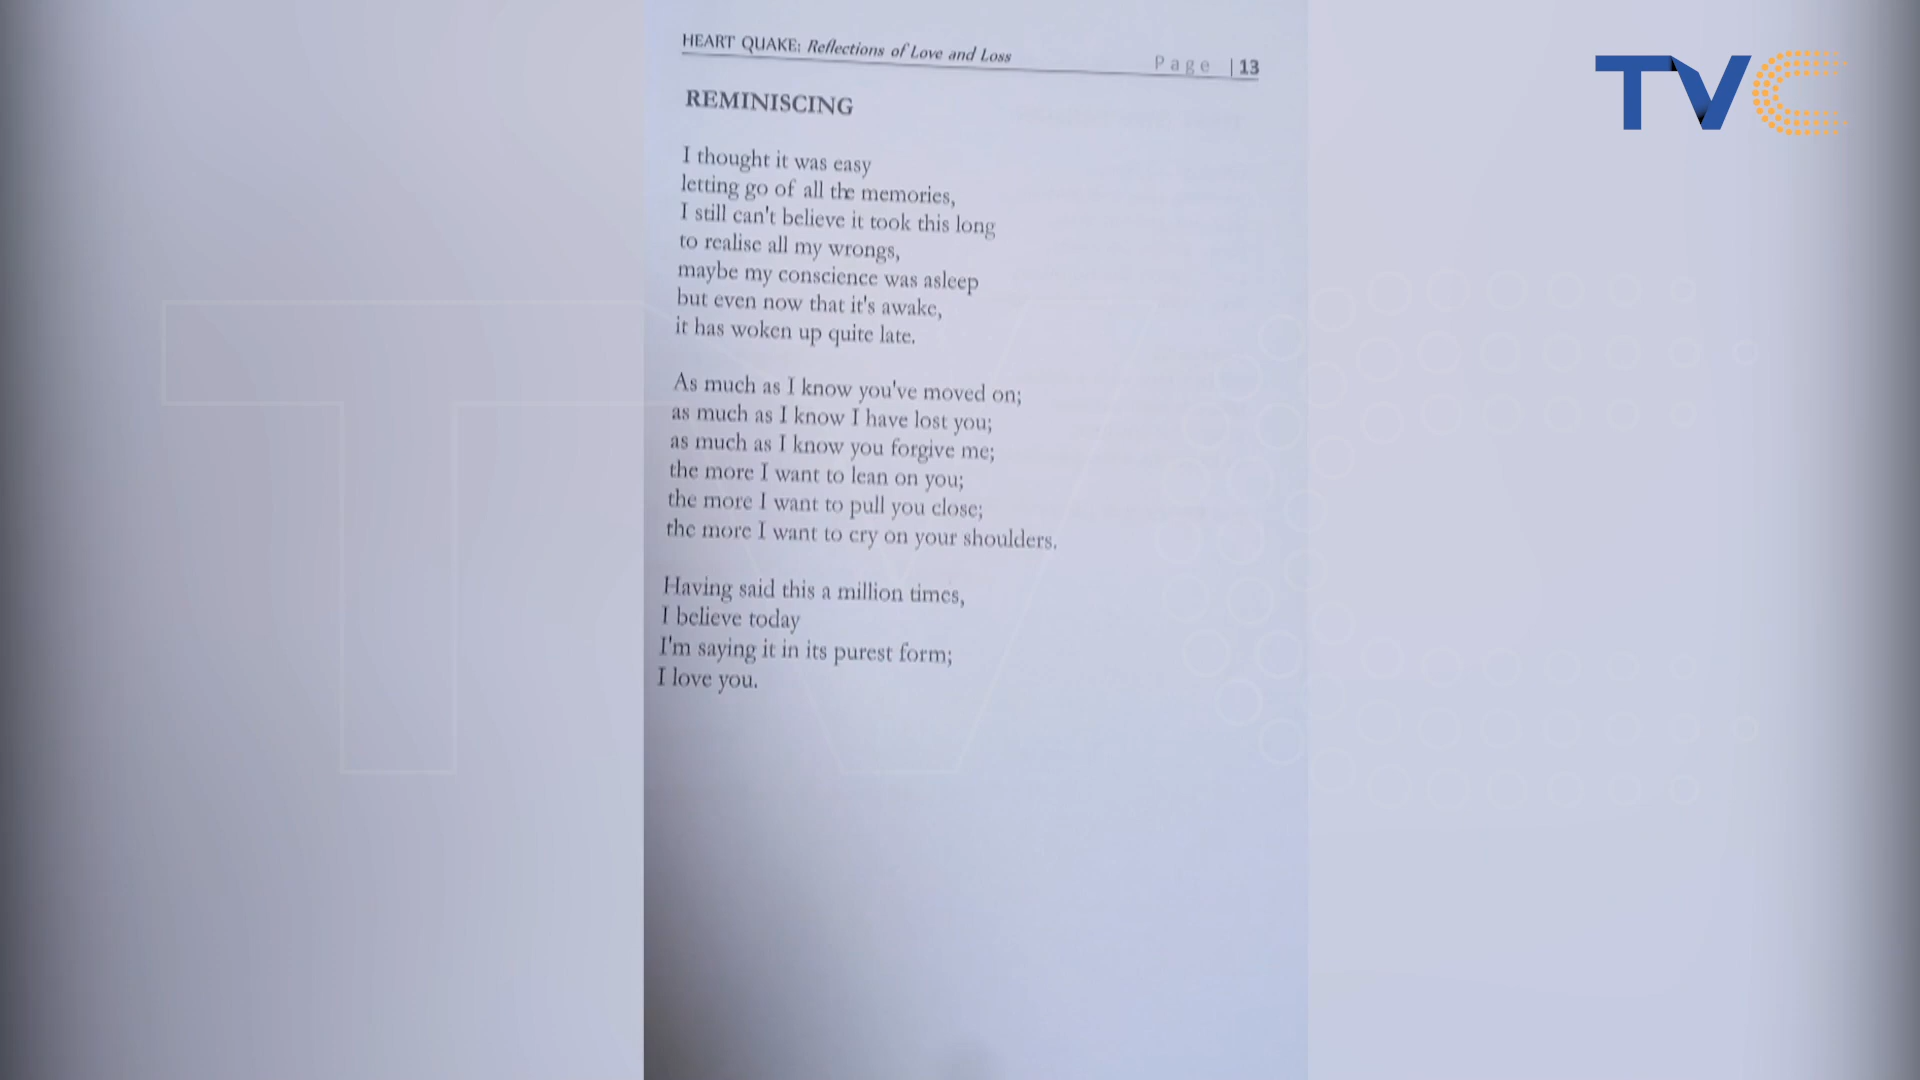 HEART QUAKE: Reflections of Love and Loss Page | 13
TVC
REMINISCING
I thought it was easy
letting go of all the memories,
I still can't believe it took this long
to realise all my wrongs,
maybe my conscience was asleep
but even now that it's awake,
it has woken up quite late.
As much as I know you've moved on;
as much as I know I have lost you;
as much as I know you forgive me;
the more I want to lean on you;
the more I want to pull you close;
the more I want to cry on your shoulders.
Having said this a million times,
I believe today
I'm saying it in its purest form;
I love you.